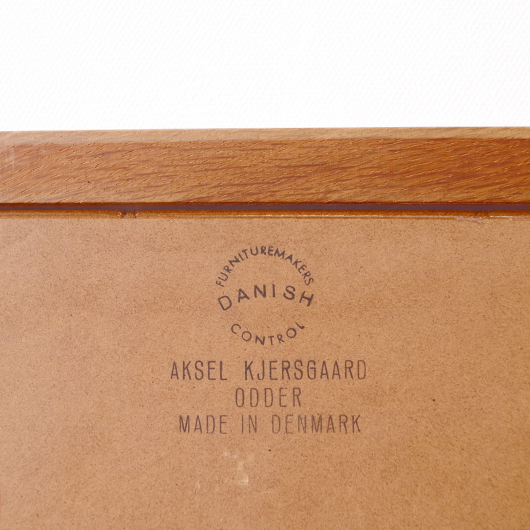 FURNITUREMAKERS
DANISH
CONTROL
AKSEL KJERSGAARD
ODDER
MADE IN DENMARK